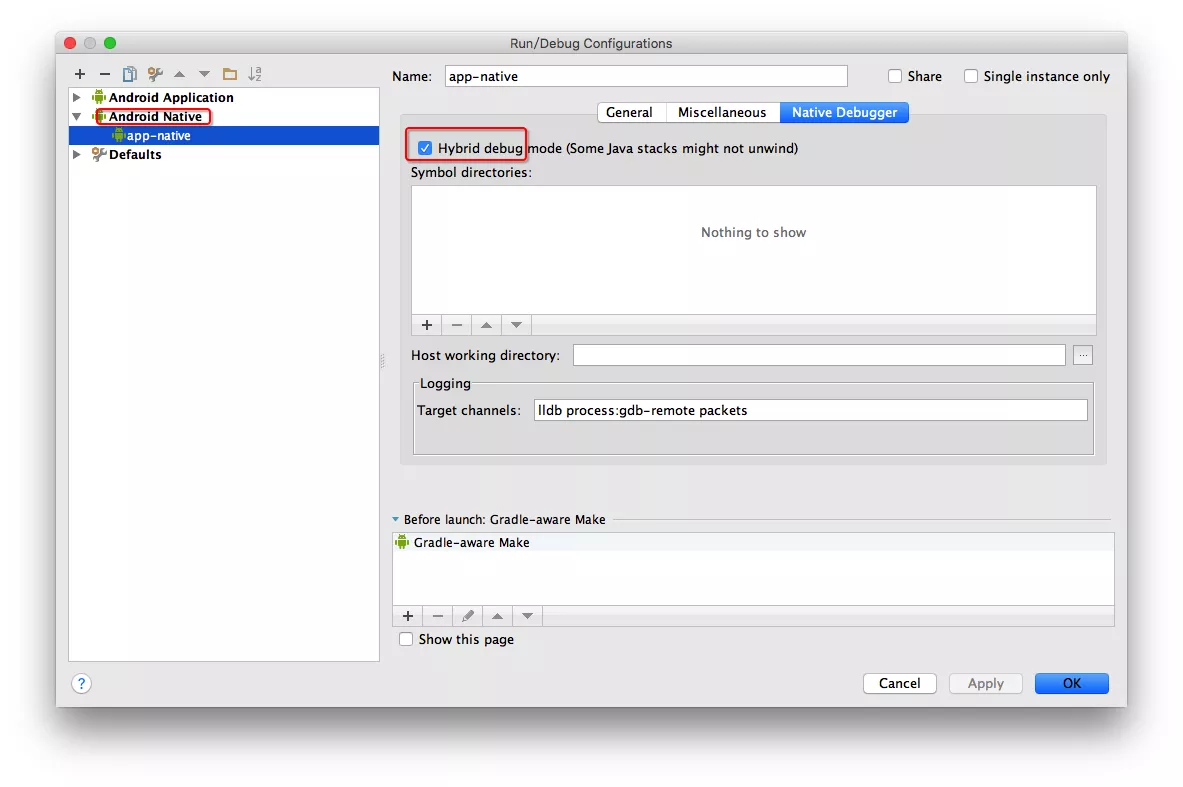 Run/Debug Configurations
Name: app-native
Share
Single instance only
Android Application
Android Native
app-native
Defaults
General
Miscellaneous
Native Debugger
Hybrid debug mode (Some Java stacks might not unwind)
Symbol directories:
Nothing to show
Host working directory:
...
Logging
Target channels: lldb process:gdb-remote packets
Before launch: Gradle-aware Make
Gradle-aware Make
Show this page
?
Cancel
Apply
OK